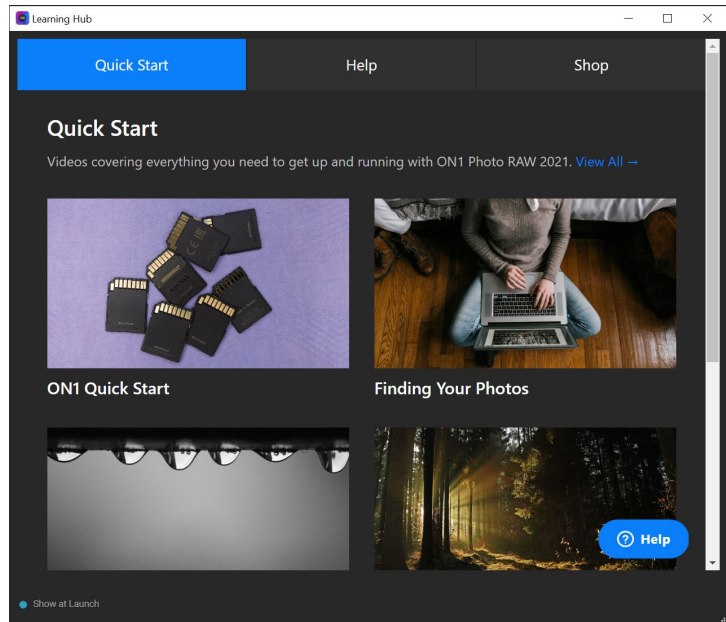 Learning Hub
Quick Start
Help
Shop
Quick Start
Videos covering everything you need to get up and running with ON1 Photo RAW 2021. View All →
ON1 Quick Start
Finding Your Photos
Help
Show at Launch